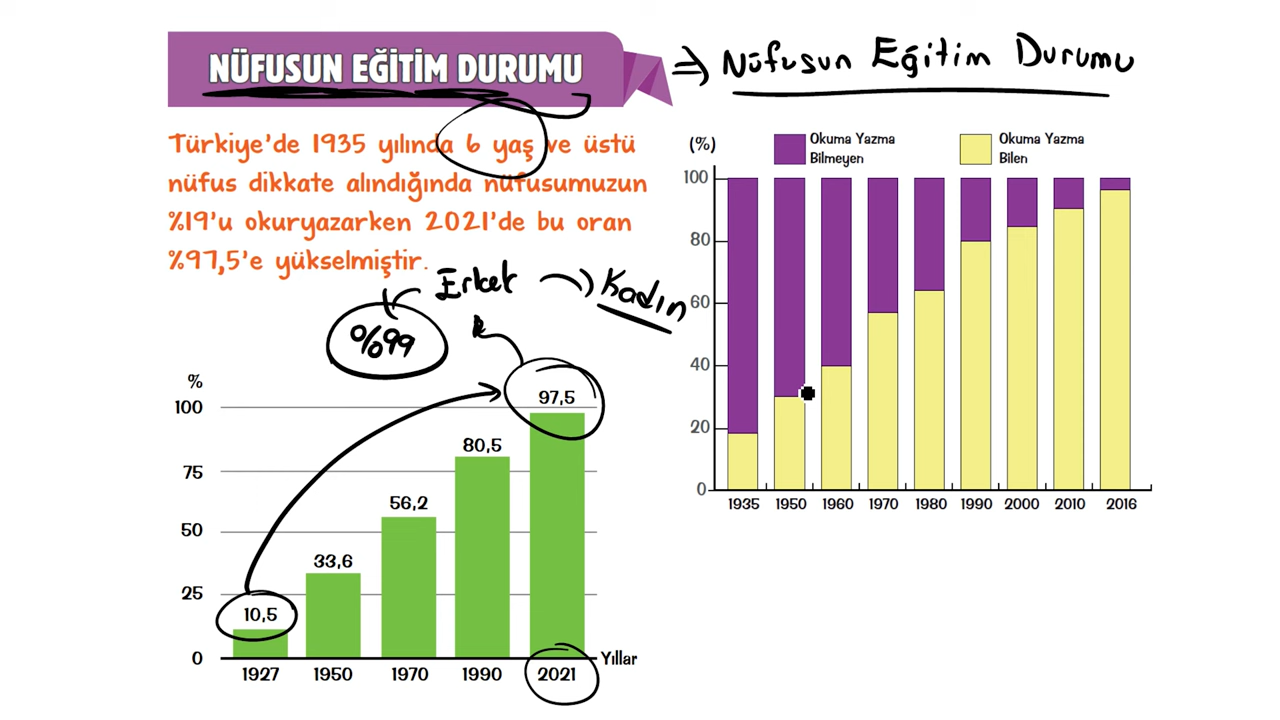 NÜFUSUN EĞİTİM DURUMU
⇒ Nüfusun Eğitim Durumu
Türkiye'de 1935 yılında 6 yaş ve üstü
nüfus dikkate alındığında nüfusumuzun
%19'u okuryazarken 2021'de bu oran
%97,5'e yükselmiştir.
Erkek
Kadın
%99
%
100
75
50
25
0
10,5
33,6
56,2
80,5
97,5
1927 1950 1970 1990 2021 Yıllar
(%)
Okuma Yazma
Bilmeyen
Okuma Yazma
Bilen
100
80
60
40
20
0
1935 1950 1960 1970 1980 1990 2000 2010 2016